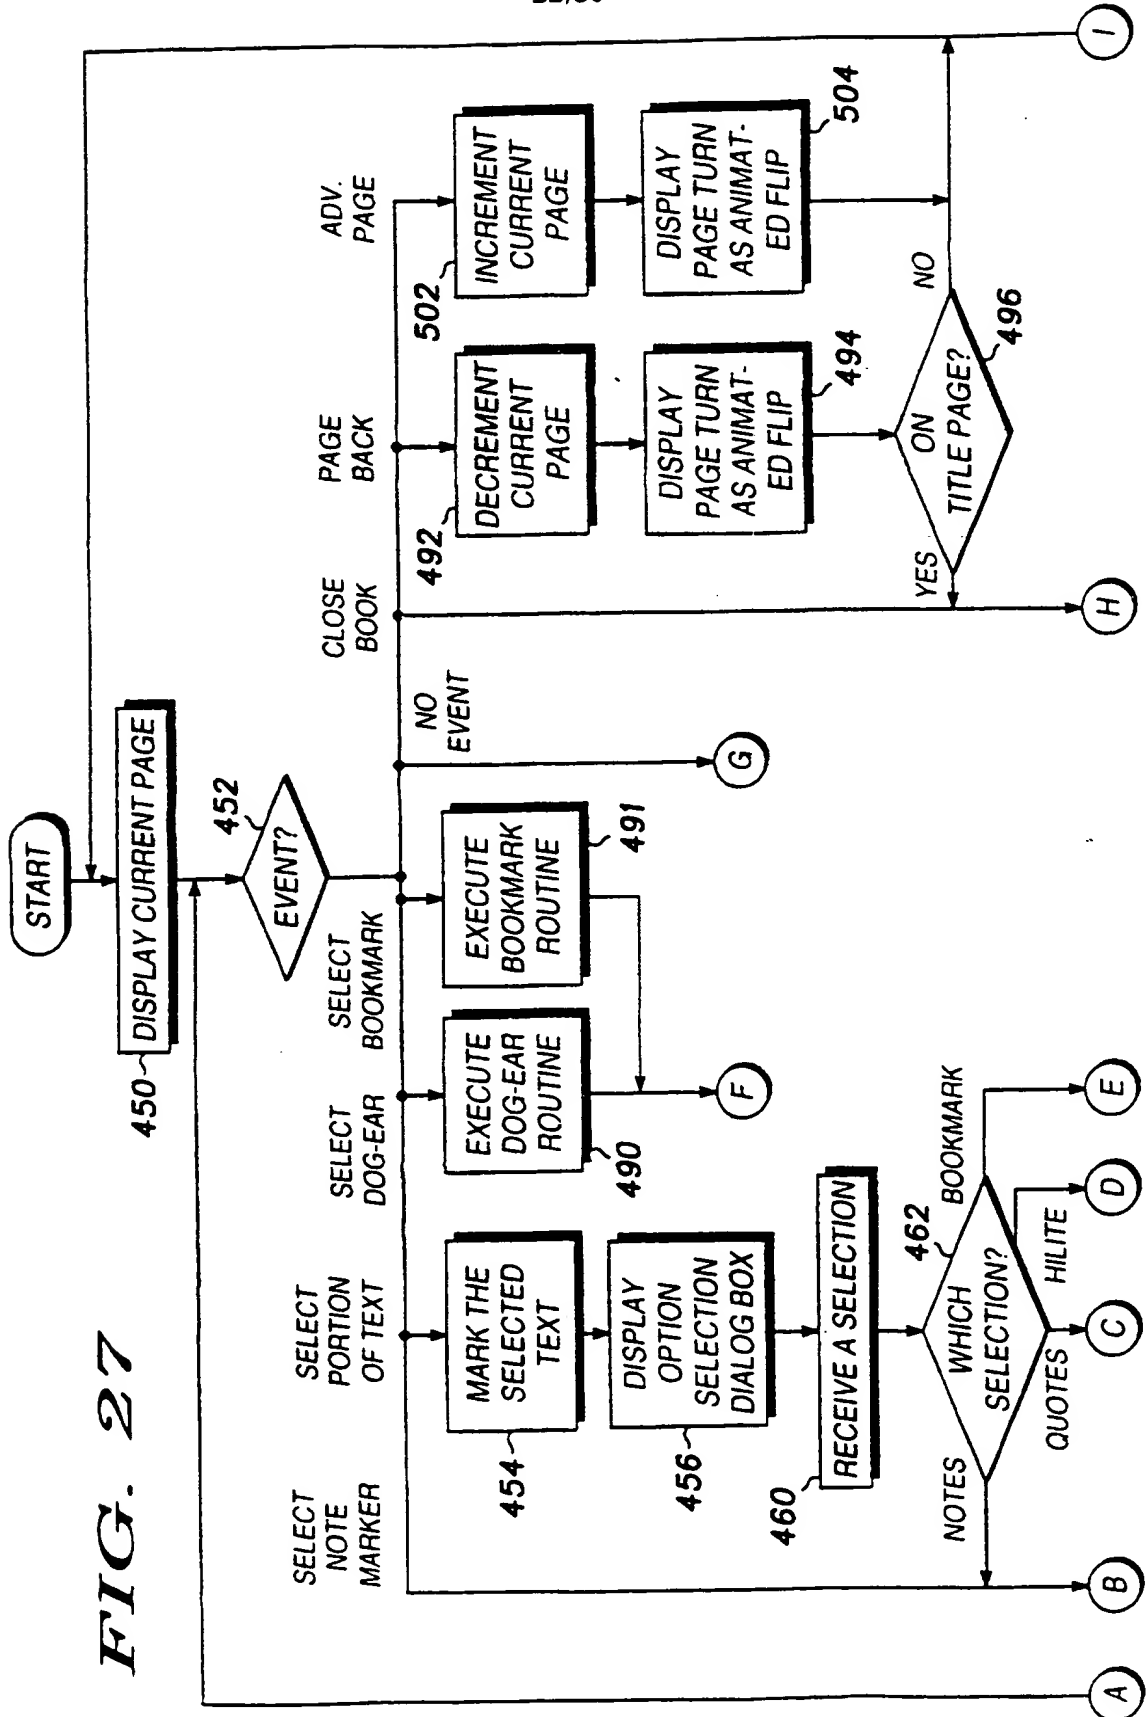 FIG. 27
START
450
DISPLAY CURRENT PAGE
452
EVENT?
SELECT
NOTE
MARKER
SELECT
PORTION
OF TEXT
SELECT
DOG-EAR
SELECT
BOOKMARK
NO
EVENT
CLOSE
BOOK
PAGE
BACK
ADV.
PAGE
454
MARK THE
SELECTED
TEXT
EXECUTE
DOG-EAR
ROUTINE
490
EXECUTE
BOOKMARK
ROUTINE
491
492
DECREMENT
CURRENT
PAGE
502
INCREMENT
CURRENT
PAGE
456
DISPLAY
OPTION
SELECTION
DIALOG BOX
F
G
DISPLAY
PAGE TURN
AS ANIMAT-
ED FLIP
494
DISPLAY
PAGE TURN
AS ANIMAT-
ED FLIP
504
460
RECEIVE A SELECTION
462
WHICH
SELECTION?
NOTES
QUOTES
HILITE
BOOKMARK
YES
ON
TITLE PAGE?
496
NO
A
B
C
D
E
H
I